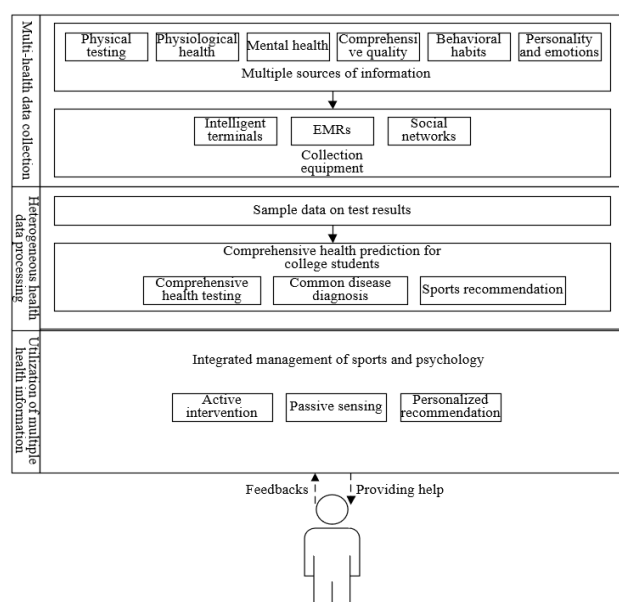 Multi-health data collection
Physical
testing
Physiological
health
Mental health
Comprehens
ive quality
Behavioral
habits
Personality
and emotions
Multiple sources of information
Intelligent
terminals
EMRs
Social
networks
Collection
equipment
Heterogeneous health
data processing
Sample data on test results
Comprehensive health prediction for
college students
Comprehensive
health testing
Common disease
diagnosis
Sports recommendation
Utilization of multiple
health information
Integrated management of sports and psychology
Active
intervention
Passive sensing
Personalized
recommendation
Feedbacks
Providing help